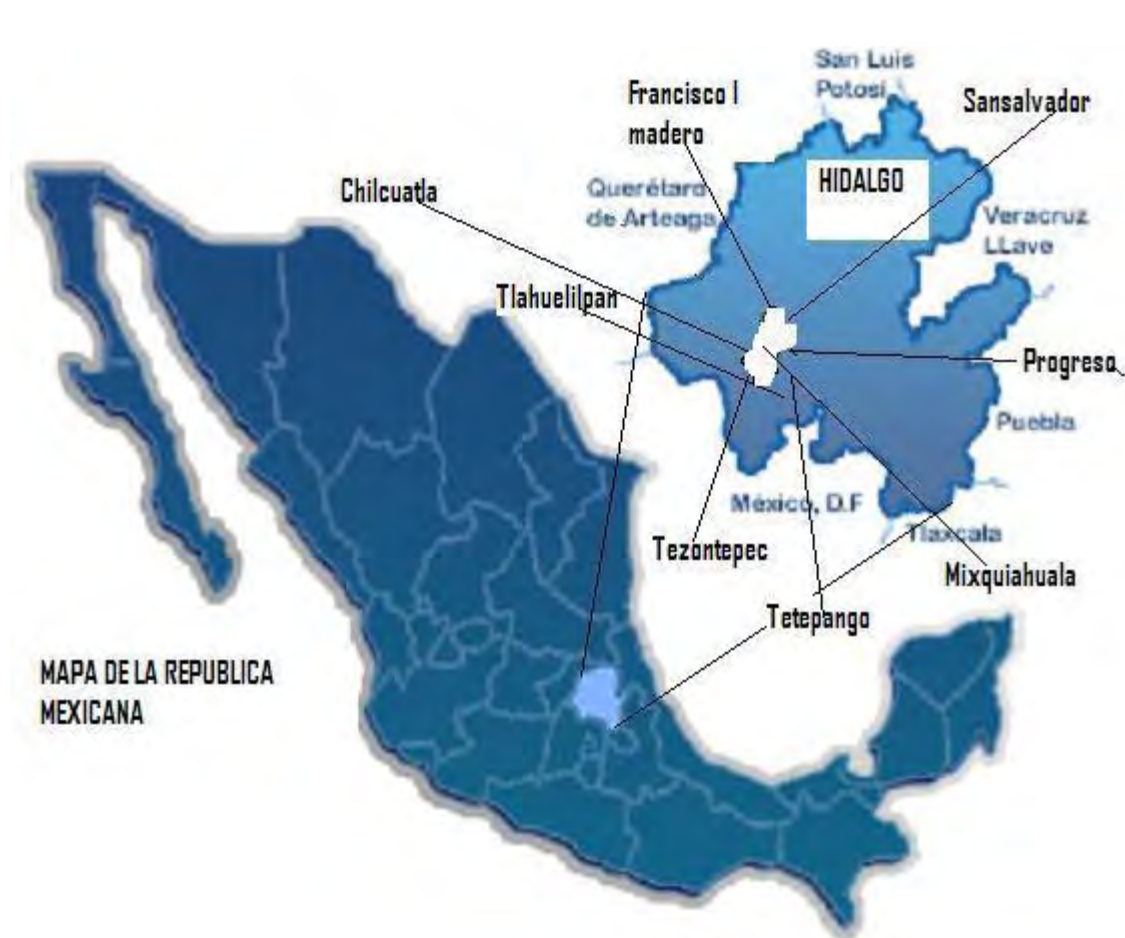 San Luis
Potosí
Francisco I
madero
Sansalvador
HIDALGO
Chilcuatla
Querétaro
de Arteaga
Veracruz
LLave
Tlahuelilpan
Progreso
Puebla
México, D.F
Tlaxcala
Tezontepec
Mixquiahuala
Tetepango
MAPA DE LA REPUBLICA
MEXICANA